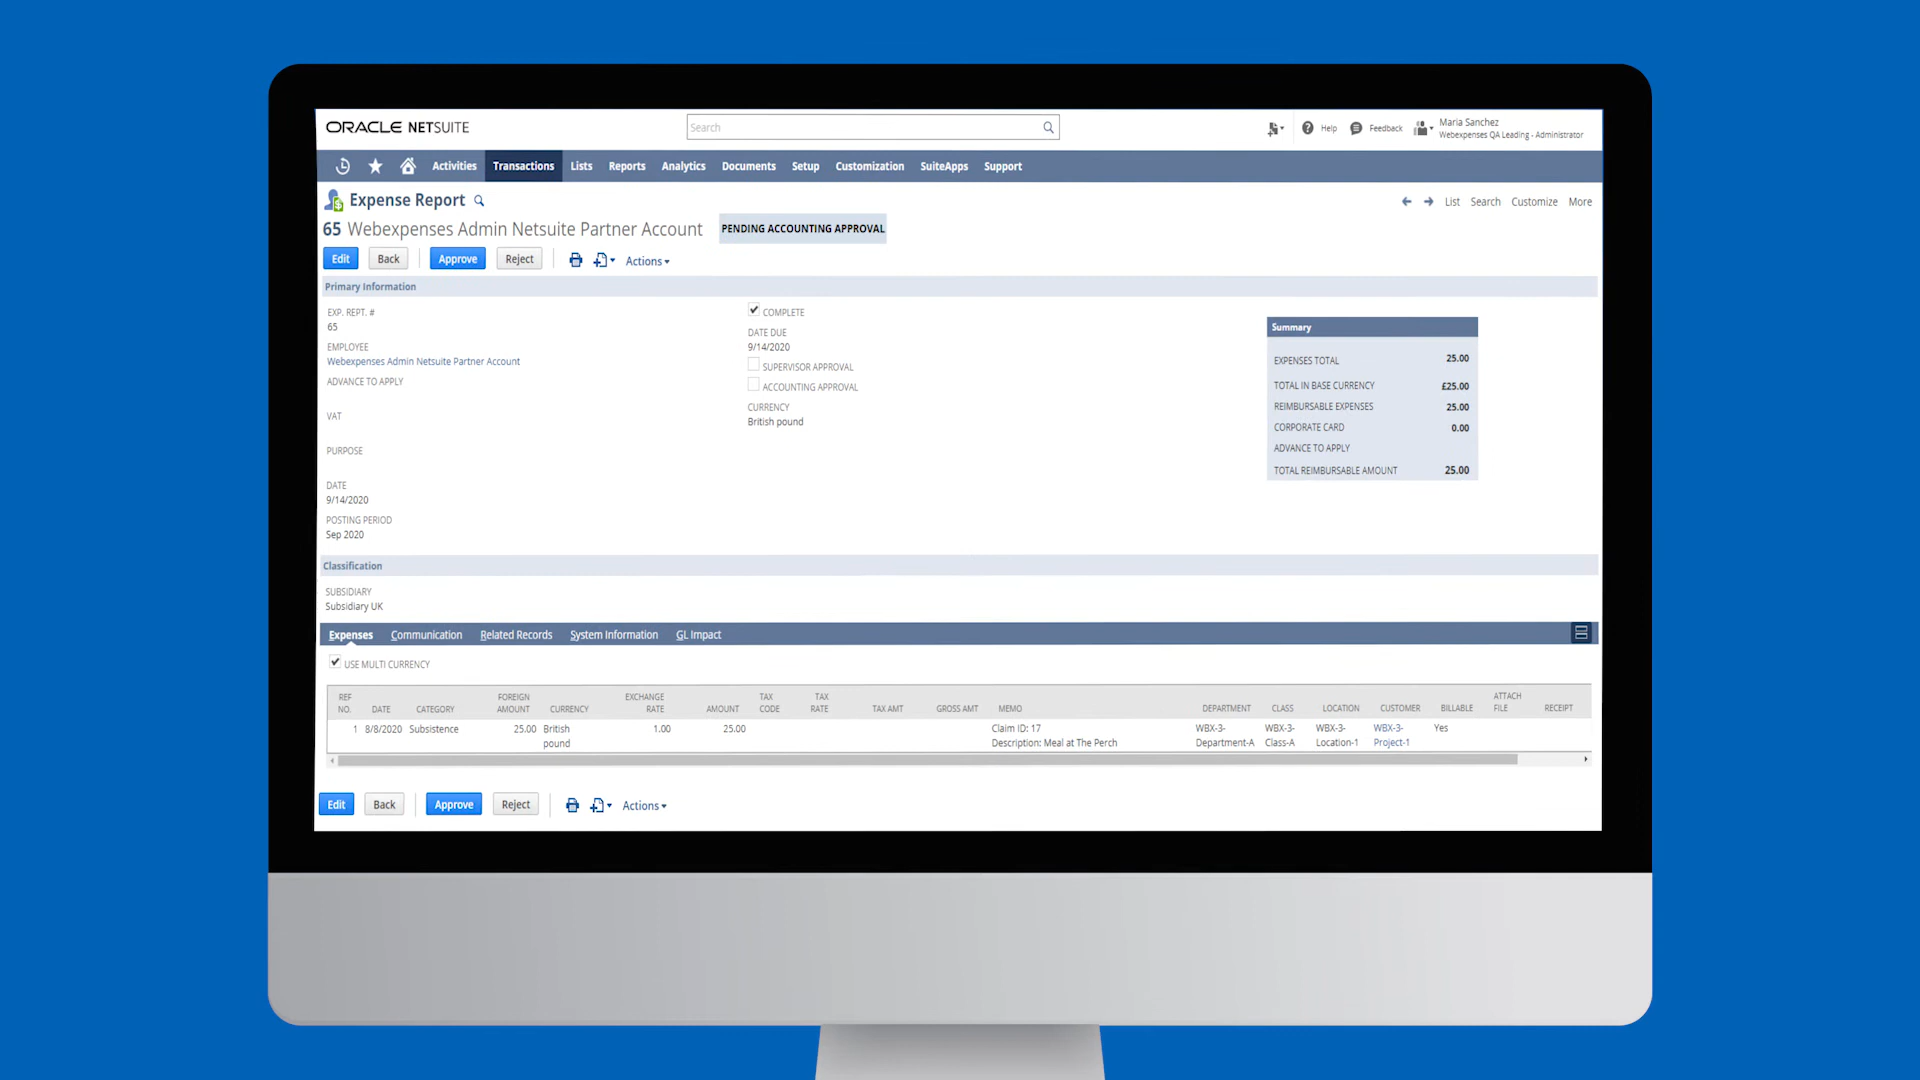 ORACLE NETSUITE
Search
Help
Feedback
Maria Sanchez
Webexpenses QA Leading - Administrator
Activities
Transactions
Lists
Reports
Analytics
Documents
Setup
Customization
SuiteApps
Support
Expense Report
List
Search
Customize
More
65 Webexpenses Admin Netsuite Partner Account
PENDING ACCOUNTING APPROVAL
Edit
Back
Approve
Reject
Actions
Primary Information
EXP. REPT. #
65
EMPLOYEE
Webexpenses Admin Netsuite Partner Account
ADVANCE TO APPLY
VAT
PURPOSE
DATE
9/14/2020
POSTING PERIOD
Sep 2020
COMPLETE
DATE DUE
9/14/2020
SUPERVISOR APPROVAL
ACCOUNTING APPROVAL
CURRENCY
British pound
Summary
EXPENSES TOTAL 25.00
TOTAL IN BASE CURRENCY £25.00
REIMBURSABLE EXPENSES 25.00
CORPORATE CARD 0.00
ADVANCE TO APPLY
TOTAL REIMBURSABLE AMOUNT 25.00
Classification
SUBSIDIARY
Subsidiary UK
Expenses
Communication
Related Records
System Information
GL Impact
USE MULTI CURRENCY
REF NO.
DATE
CATEGORY
FOREIGN AMOUNT
CURRENCY
EXCHANGE RATE
AMOUNT
TAX CODE
TAX RATE
TAX AMT
GROSS AMT
MEMO
DEPARTMENT
CLASS
LOCATION
CUSTOMER
BILLABLE
ATTACH FILE
RECEIPT
1
8/8/2020
Subsistence
25.00
British
pound
1.00
25.00
Claim ID: 17
Description: Meal at The Perch
WBX-3-
Department-A
WBX-3-
Class-A
WBX-3-
Location-1
WBX-3-
Project-1
Yes
Edit
Back
Approve
Reject
Actions